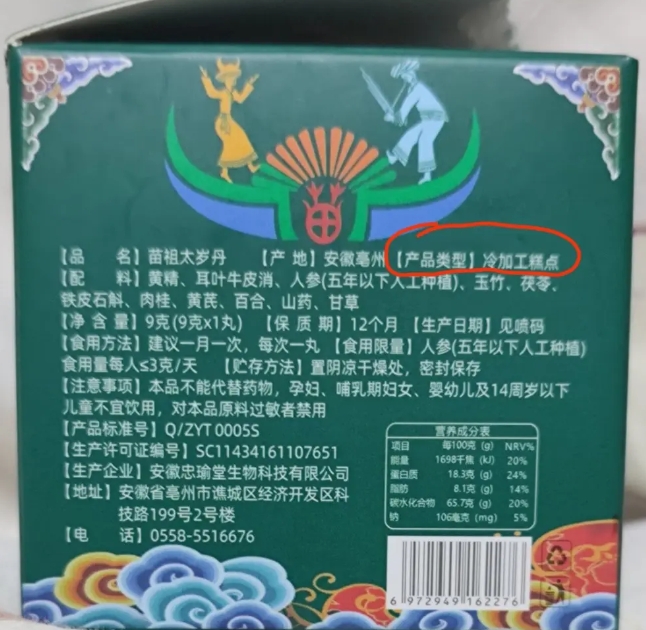 【品 名】苗祖太岁丹 【产 地】安徽亳州 【产品类型】冷加工糕点
【配 料】黄精、耳叶牛皮消、人参(五年以下人工种植)、玉竹、茯苓、
铁皮石斛、肉桂、黄芪、百合、山药、甘草
【净 含 量】9克(9克x1丸) 【保 质 期】12个月 【生产日期】见喷码
【食用方法】建议一月一次，每次一丸 【食用限量】人参(五年以下人工种植)
食用量每人≤3克/天 【贮存方法】置阴凉干燥处，密封保存
【注意事项】本品不能代替药物，孕妇、哺乳期妇女、婴幼儿及14周岁以下
儿童不宜饮用，对本品原料过敏者禁用
【产品标准号】Q/ZYT 0005S
【生产许可证编号】SC11434161107651
【生产企业】安徽忠瑜堂生物科技有限公司
【地址】安徽省亳州市谯城区经济开发区科
技路199号2号楼
【电 话】0558-5516676
营养成分表
项目 每100克(g) NRV%
能量 1698千焦(kJ) 20%
蛋白质 18.3克(g) 24%
脂肪 8.1克(g) 14%
碳水化合物 65.7克(g) 20%
钠 106毫克(mg) 5%
6 972949 162276